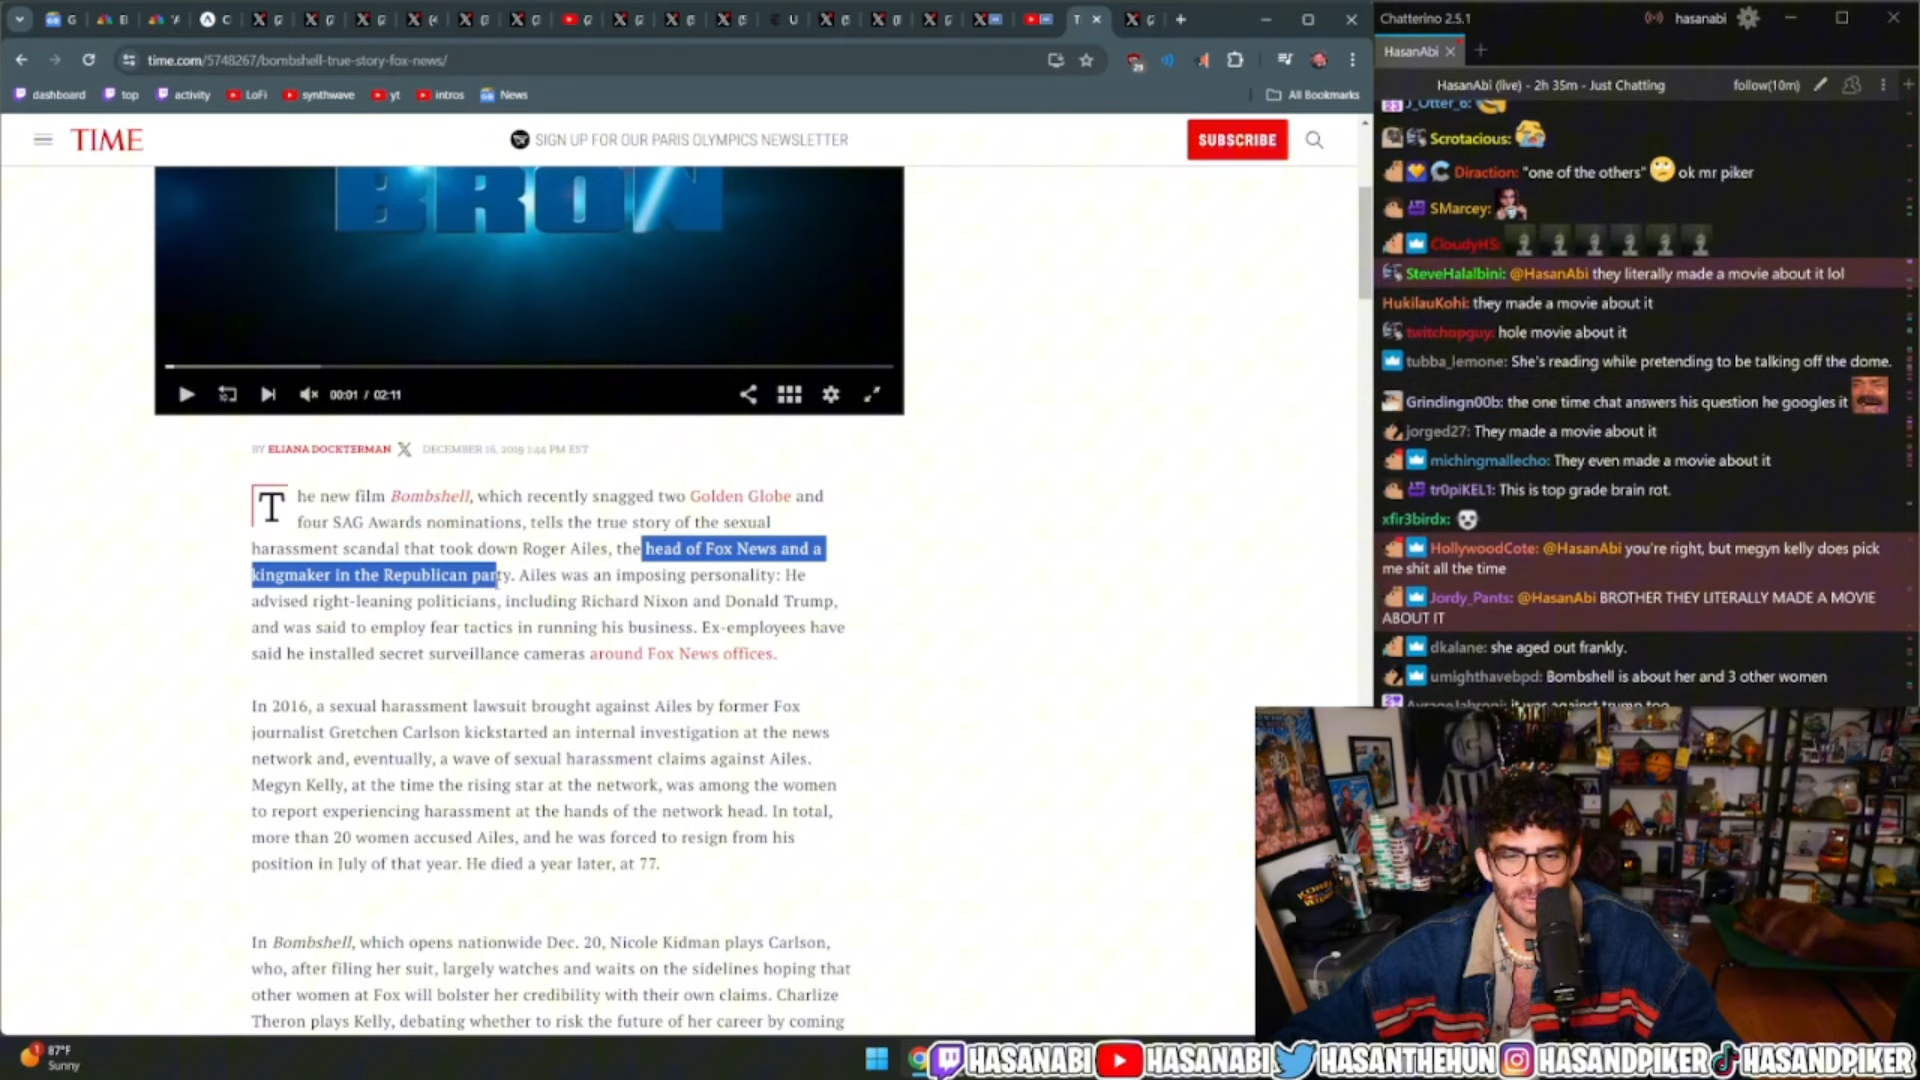 time.com/5748267/bombshell-true-story-fox-news/
dashboard top activity LoFi synthwave yt intros News All Bookmarks
TIME SIGN UP FOR OUR PARIS OLYMPICS NEWSLETTER SUBSCRIBE
BRON
00:01 / 02:11
BY ELIANA DOCKTERMAN DECEMBER 16, 2019 1:44 PM EST
The new film Bombshell, which recently snagged two Golden Globe and
four SAG Awards nominations, tells the true story of the sexual
harassment scandal that took down Roger Ailes, the head of Fox News and a
kingmaker in the Republican party. Ailes was an imposing personality: He
advised right-leaning politicians, including Richard Nixon and Donald Trump,
and was said to employ fear tactics in running his business. Ex-employees have
said he installed secret surveillance cameras around Fox News offices.
In 2016, a sexual harassment lawsuit brought against Ailes by former Fox
journalist Gretchen Carlson kickstarted an internal investigation at the news
network and, eventually, a wave of sexual harassment claims against Ailes.
Megyn Kelly, at the time the rising star at the network, was among the women
to report experiencing harassment at the hands of the network head. In total,
more than 20 women accused Ailes, and he was forced to resign from his
position in July of that year. He died a year later, at 77.
In Bombshell, which opens nationwide Dec. 20, Nicole Kidman plays Carlson,
who, after filing her suit, largely watches and waits on the sidelines hoping that
other women at Fox will bolster her credibility with their own claims. Charlize
Theron plays Kelly, debating whether to risk the future of her career by coming
87°F
Sunny
Chatterino 2.5.1 hasanabi
HasanAbi
HasanAbi (live) - 2h 35m - Just Chatting follow(10m)
J_Otter_6:
Scrotacious:
Diraction: "one of the others" ok mr piker
SMarcey:
CloudyHS:
SteveHalalbini: @HasanAbi they literally made a movie about it lol
HukilauKohi: they made a movie about it
twitchopguy: hole movie about it
tubba_lemone: She's reading while pretending to be talking off the dome.
Grindingn00b: the one time chat answers his question he googles it
jorged27: They made a movie about it
michingmallecho: They even made a movie about it
tr0piKEL1: This is top grade brain rot.
xfir3birdx:
HollywoodCote: @HasanAbi you're right, but megyn kelly does pick
me shit all the time
Jordy_Pants: @HasanAbi BROTHER THEY LITERALLY MADE A MOVIE
ABOUT IT
dkalane: she aged out frankly.
umighthavebpd: Bombshell is about her and 3 other women
it was against trump too
KOREA
VETERAN
HASANABI HASANABI HASANTHEHUN HASANDPIKER HASANDPIKER